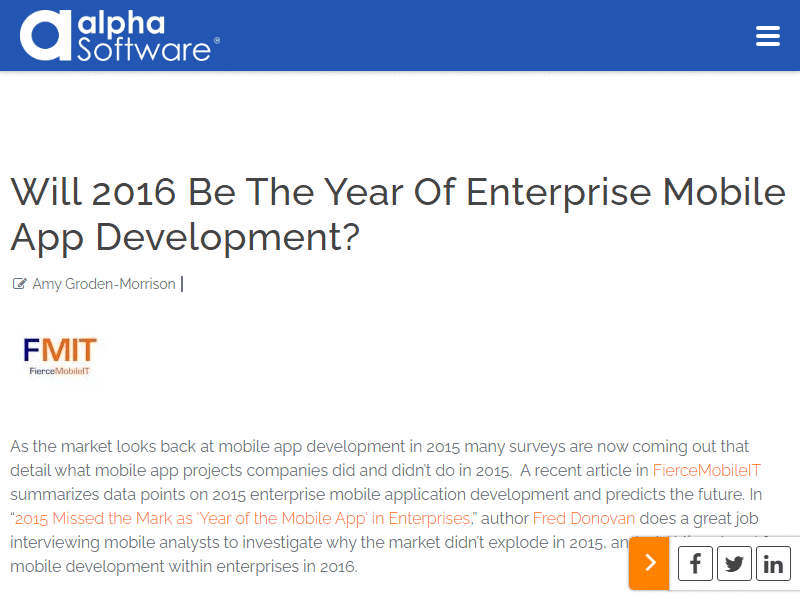 alpha
Software®
Will 2016 Be The Year Of Enterprise Mobile
App Development?
Amy Groden-Morrison |
FMIT
FierceMobileIT
As the market looks back at mobile app development in 2015 many surveys are now coming out that
detail what mobile app projects companies did and didn't do in 2015. A recent article in FierceMobileIT
summarizes data points on 2015 enterprise mobile application development and predicts the future. In
“2015 Missed the Mark as 'Year of the Mobile App' in Enterprises,” author Fred Donovan does a great job
interviewing mobile analysts to investigate why the market didn't explode in 2015, an
mobile development within enterprises in 2016.